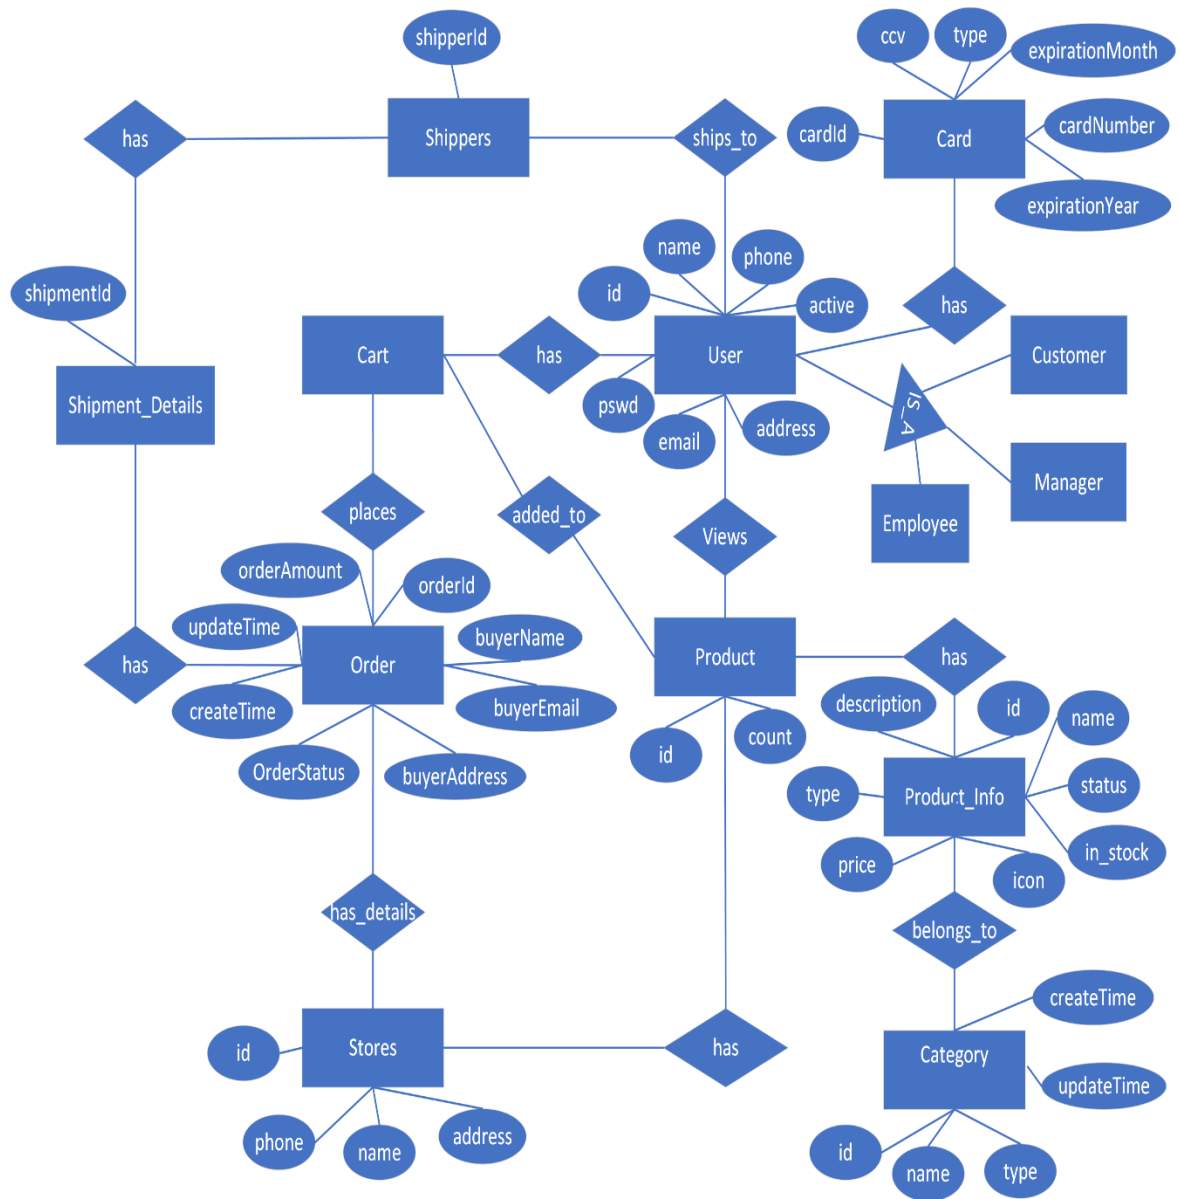 shipperId
ccv
type
expirationMonth
has
Shippers
ships_to
cardId
Card
cardNumber
expirationYear
name
phone
shipmentId
id
active
has
Cart
has
User
Customer
Shipment_Details
pswd
email
address
IS_A
Manager
places
added_to
Views
Employee
orderAmount
orderId
updateTime
buyerName
has
Order
Product
has
createTime
buyerEmail
description
id
name
OrderStatus
buyerAddress
id
count
type
Product_Info
status
price
icon
in_stock
has_details
belongs_to
createTime
id
Stores
has
Category
updateTime
phone
name
address
id
name
type